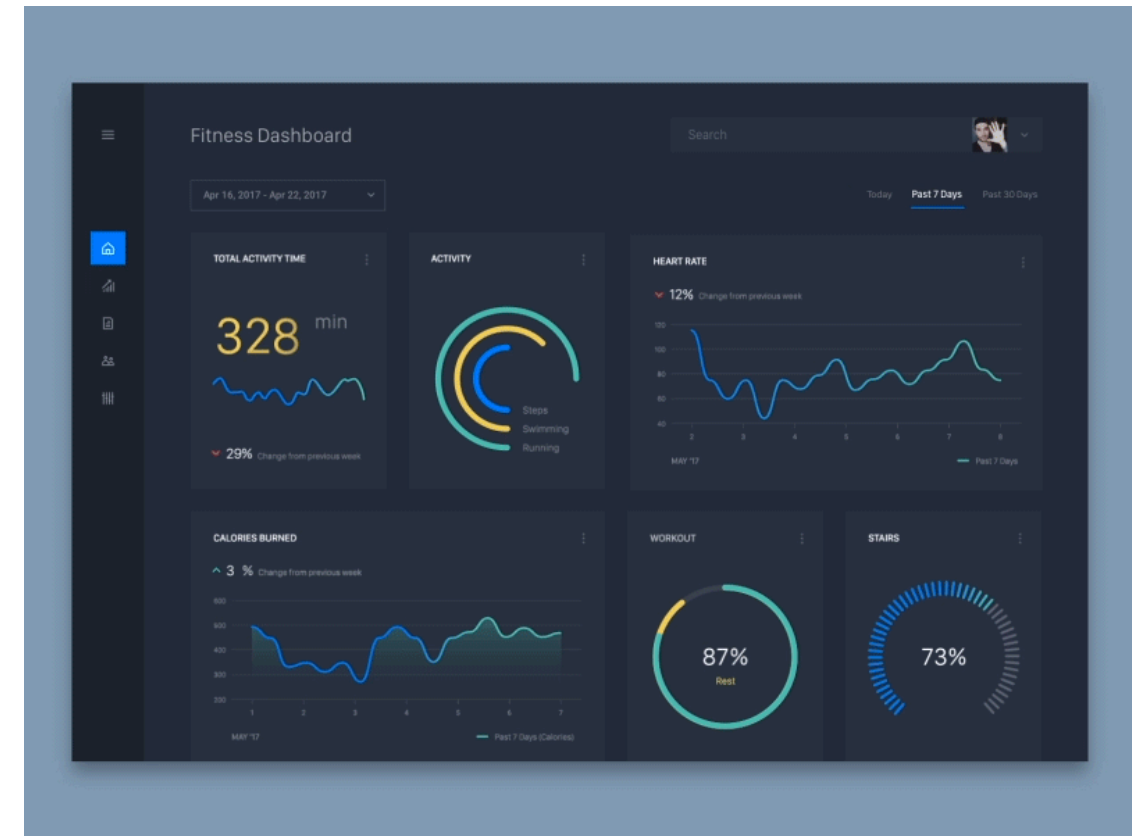 Fitness Dashboard
Search
Apr 16, 2017 - Apr 22, 2017
Today Past 7 Days Past 30 Days
TOTAL ACTIVITY TIME
328 min
29% Change from previous week
ACTIVITY
Steps
Swimming
Running
HEART RATE
12% Change from previous week
120
100
80
60
40
2 3 4 5 6 7 8
MAY '17
Past 7 Days
CALORIES BURNED
3 % Change from previous week
600
500
400
300
200
1 2 3 4 5 6 7
MAY '17
Past 7 Days (Calories)
WORKOUT
87%
Rest
STAIRS
73%